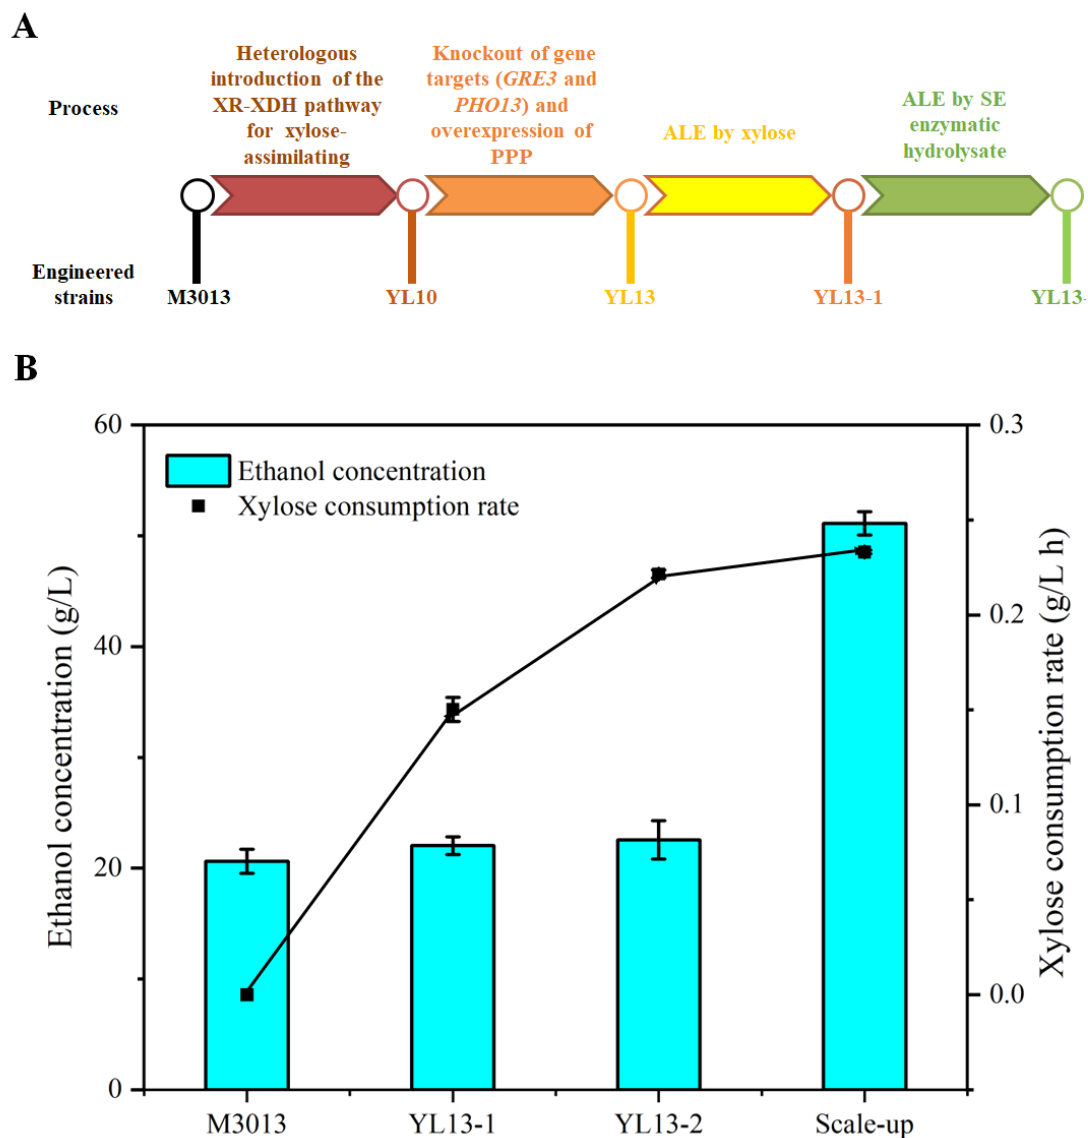 A
Process
Heterologous
introduction of the
XR-XDH pathway
for xylose-
assimilating
Knockout of gene
targets (GRE3 and
PHO13) and
overexpression of
PPP
ALE by xylose
ALE by SE
enzymatic
hydrolysate
Engineered
strains
M3013
YL10
YL13
YL13-1
YL13-
B
Ethanol concentration
Xylose consumption rate
Ethanol concentration (g/L)
60
40
20
0
Xylose consumption rate (g/L h)
0.3
0.2
0.1
0.0
M3013
YL13-1
YL13-2
Scale-up